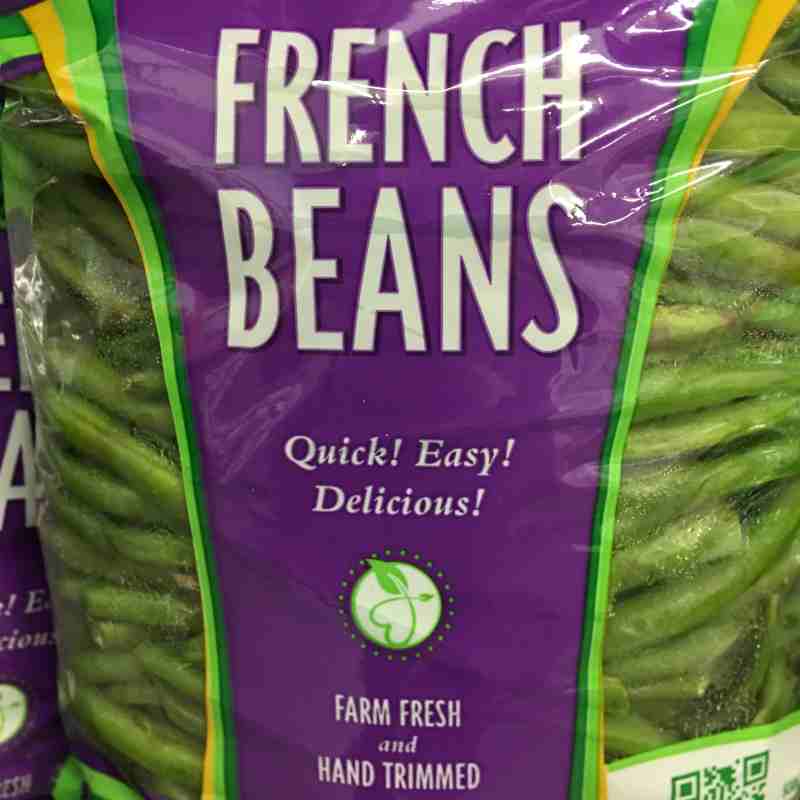 FRENCH
BEANS
Quick! Easy!
Delicious!
FARM FRESH
and
HAND TRIMMED